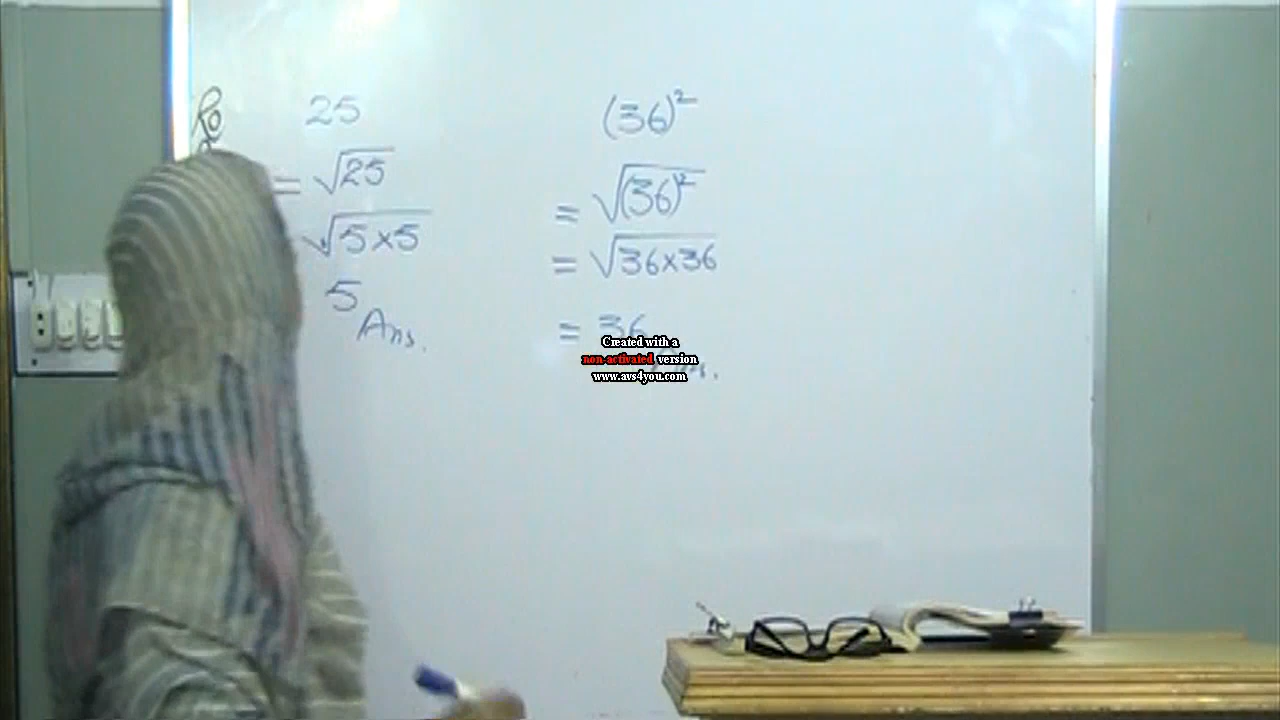 25
= √25
√5×5
5
Ans.
(36)²
= √(36)²
= √36×36
= 36
Created with a
non-activated version
www.avs4you.com